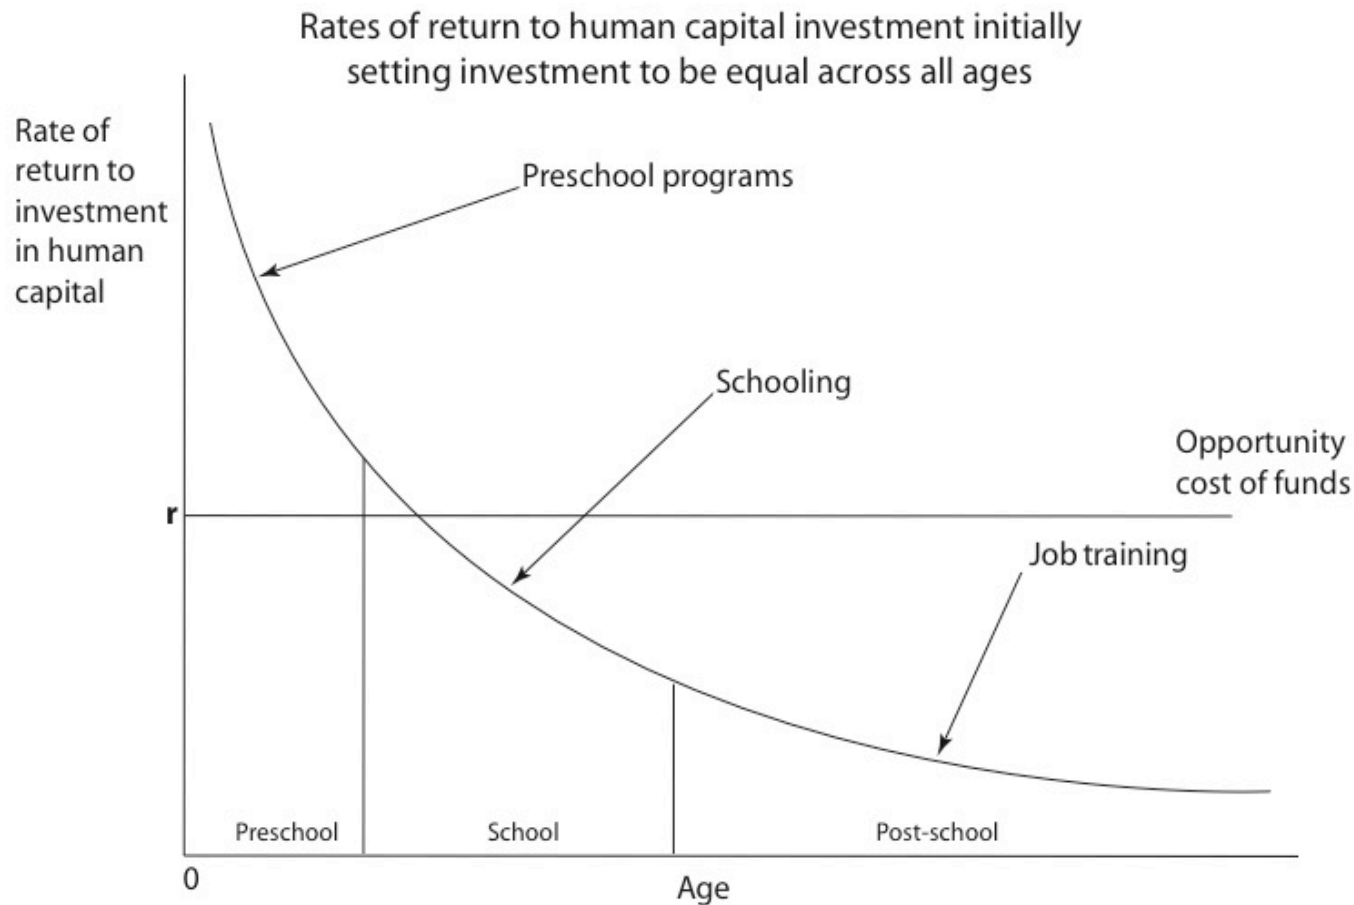 Rates of return to human capital investment initially
setting investment to be equal across all ages
Rate of
return to
investment
in human
capital
Preschool programs
Schooling
Opportunity
cost of funds
r
Job training
Preschool
School
Post-school
0
Age